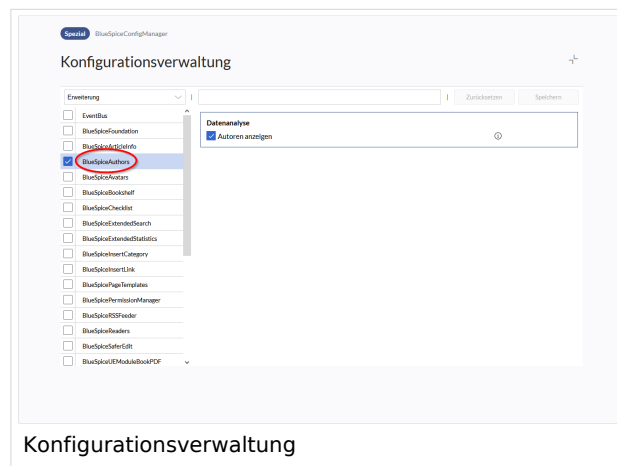 Spezial BlueSpiceConfigManager
Konfigurationsverwaltung
Erweiterung
Zurücksetzen Speichern
EventBus
BlueSpiceFoundation
BlueSpiceArticleInfo
BlueSpiceAuthors
BlueSpiceAvatars
BlueSpiceBookshelf
BlueSpiceChecklist
BlueSpiceExtendedSearch
BlueSpiceExtendedStatistics
BlueSpiceInsertCategory
BlueSpiceInsertLink
BlueSpicePageTemplates
BlueSpicePermissionManager
BlueSpiceRSSFeeder
BlueSpiceReaders
BlueSpiceSaferEdit
BlueSpiceUEModuleBookPDF
Datenanalyse
Autoren anzeigen
Konfigurationsverwaltung